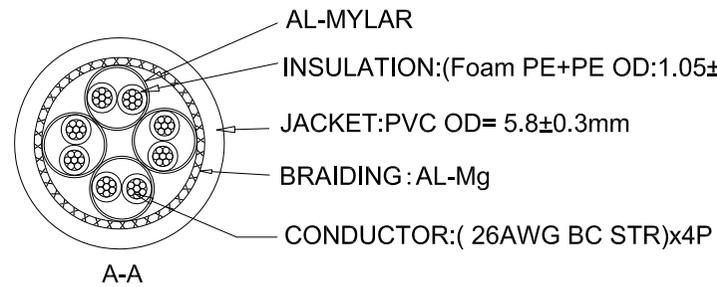 AL-MYLAR
INSULATION:(Foam PE+PE OD:1.05±
JACKET:PVC OD= 5.8±0.3mm
BRAIDING: AL-Mg
CONDUCTOR:( 26AWG BC STR)x4P
A-A